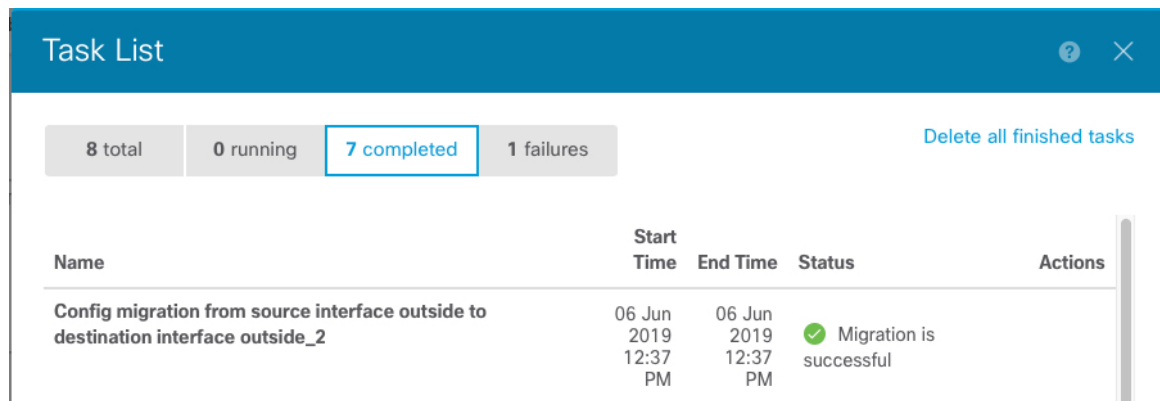 Task List
8 total 0 running 7 completed 1 failures
Delete all finished tasks
Name Start Time End Time Status Actions
Config migration from source interface outside to
destination interface outside_2
06 Jun
2019
12:37
PM
06 Jun
2019
12:37
PM
Migration is
successful